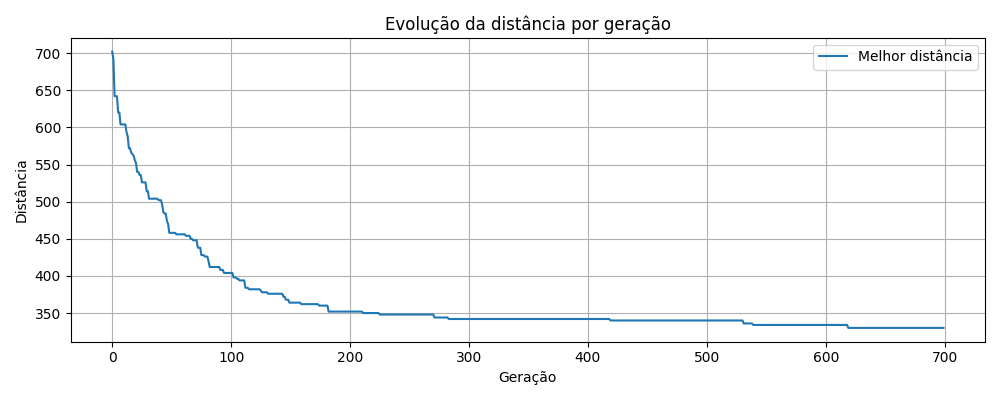 Evolução da distância por geração
Melhor distância
Distância
700
650
600
550
500
450
400
350
0 100 200 300 400 500 600 700
Geração